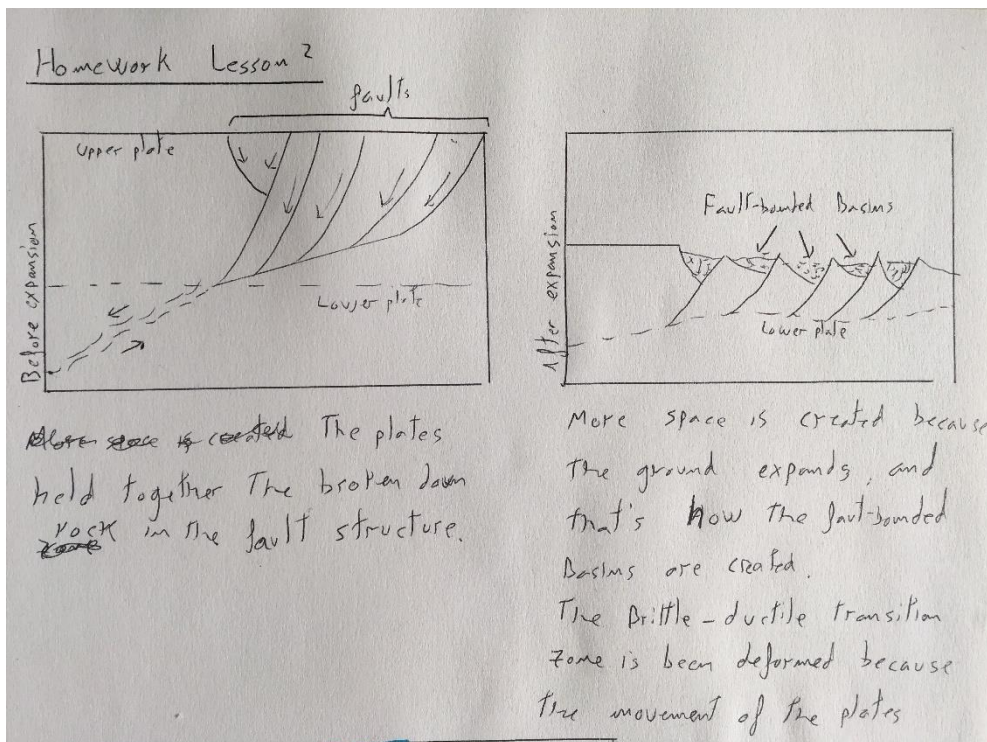 Homework Lesson 2
faults
Upper plate
Before expansion
Lower plate
The plates
held together The broken down
rock in the fault structure.
Fault-bounted Basins
After expansion
Lower plate
More space is created because
The ground expands, and
that's how the faut-bounded
Basins are created.
The Brittle-ductile transition
zone is been deformed because
the movement of the plates